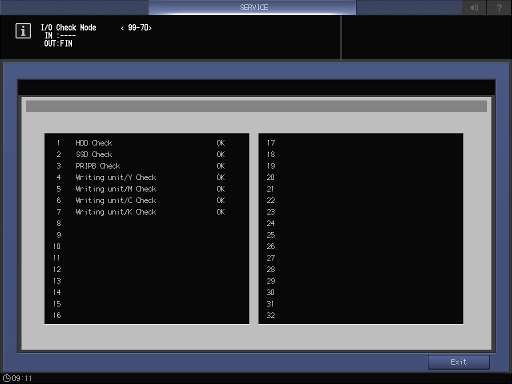 SERVICE
?
i
I/O Check Mode < 99-70>
IN :----
OUT:FIN
1 HDD Check OK
2 SSD Check OK
3 PRIPB Check OK
4 Writing unit/Y Check OK
5 Writing unit/M Check OK
6 Writing unit/C Check OK
7 Writing unit/K Check OK
8
9
10
11
12
13
14
15
16
17
18
19
20
21
22
23
24
25
26
27
28
29
30
31
32
Exit
09:11